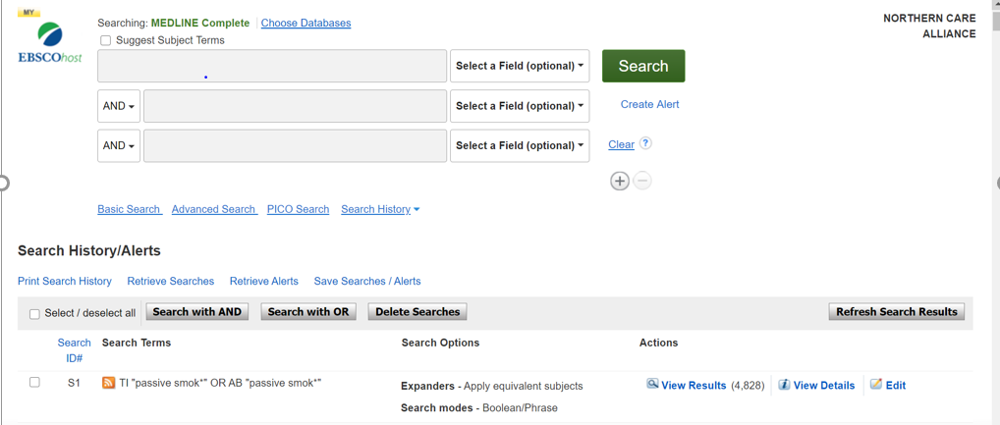 MY
EBSCOhost
Searching: MEDLINE Complete Choose Databases
Suggest Subject Terms
NORTHERN CARE
ALLIANCE
Select a Field (optional)
Search
AND
Select a Field (optional)
Create Alert
AND
Select a Field (optional)
Clear ?
+ −
Basic Search Advanced Search PICO Search Search History
Search History/Alerts
Print Search History Retrieve Searches Retrieve Alerts Save Searches / Alerts
Select / deselect all Search with AND Search with OR Delete Searches Refresh Search Results
Search ID# Search Terms Search Options Actions
S1 TI "passive smok*" OR AB "passive smok*" Expanders - Apply equivalent subjects View Results (4,828) View Details Edit
Search modes - Boolean/Phrase